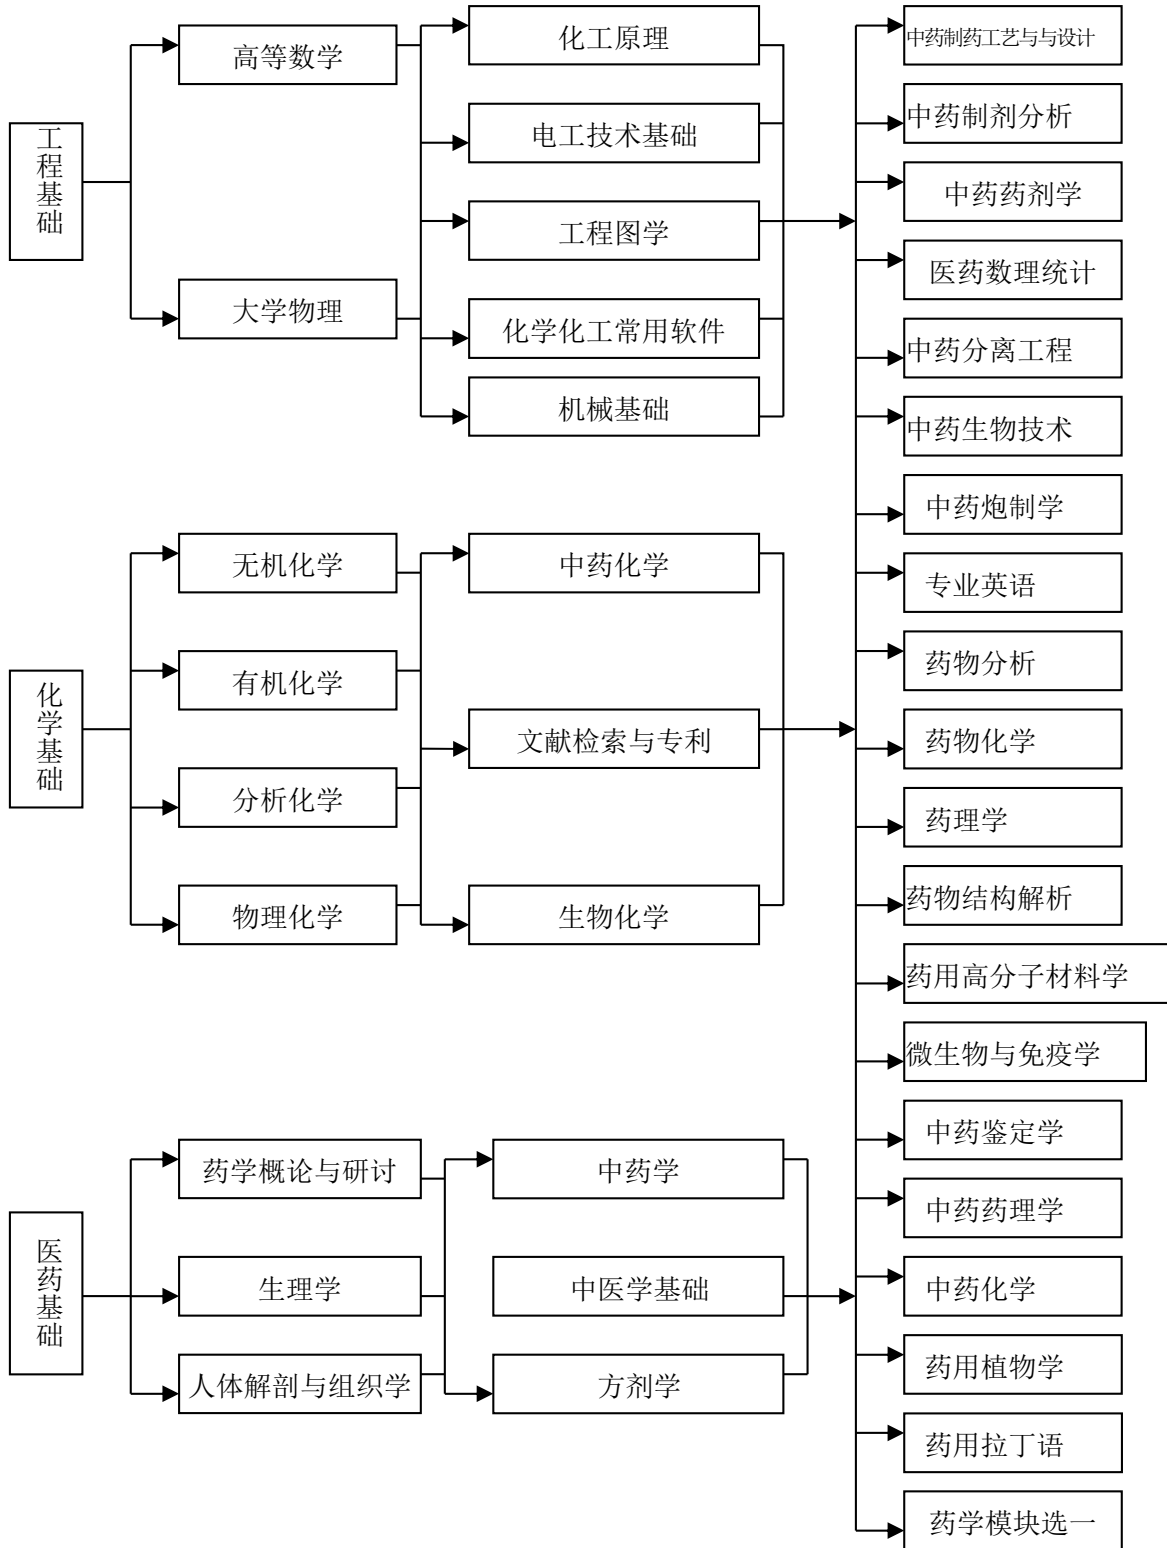 工程基础
高等数学
大学物理
化工原理
电工技术基础
工程图学
化学化工常用软件
机械基础
化学基础
无机化学
有机化学
分析化学
物理化学
中药化学
文献检索与专利
生物化学
医药基础
药学概论与研讨
生理学
人体解剖与组织学
中药学
中医学基础
方剂学
中药制药工艺与与设计
中药制剂分析
中药药剂学
医药数理统计
中药分离工程
中药生物技术
中药炮制学
专业英语
药物分析
药物化学
药理学
药物结构解析
药用高分子材料学
微生物与免疫学
中药鉴定学
中药药理学
中药化学
药用植物学
药用拉丁语
药学模块选一